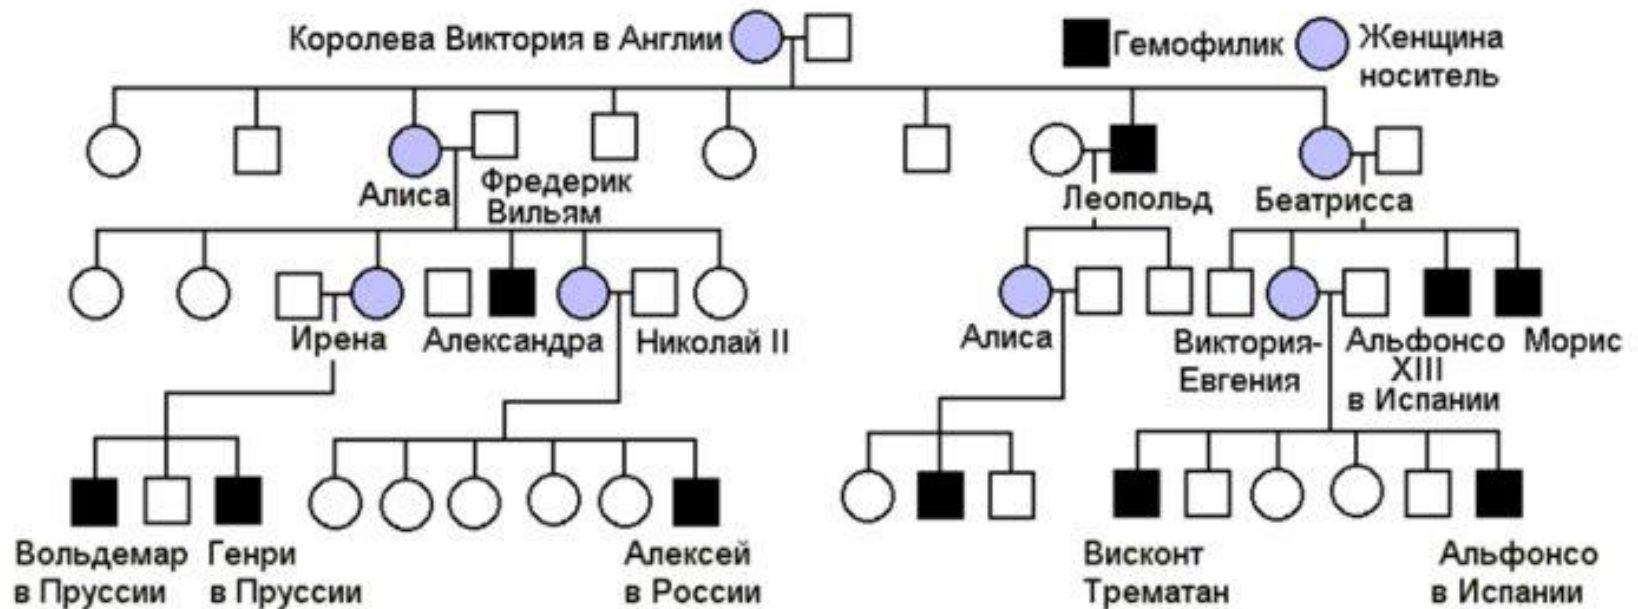 Королева Виктория в Англии
Гемофилик
Женщина
носитель
Алиса
Фредерик
Вильям
Леопольд
Беатрисса
Ирена
Александра
Николай II
Алиса
Виктория-
Евгения
Альфонсо
XIII
в Испании
Морис
Вольдемар
в Пруссии
Генри
в Пруссии
Алексей
в России
Висконт
Трематан
Альфонсо
в Испании